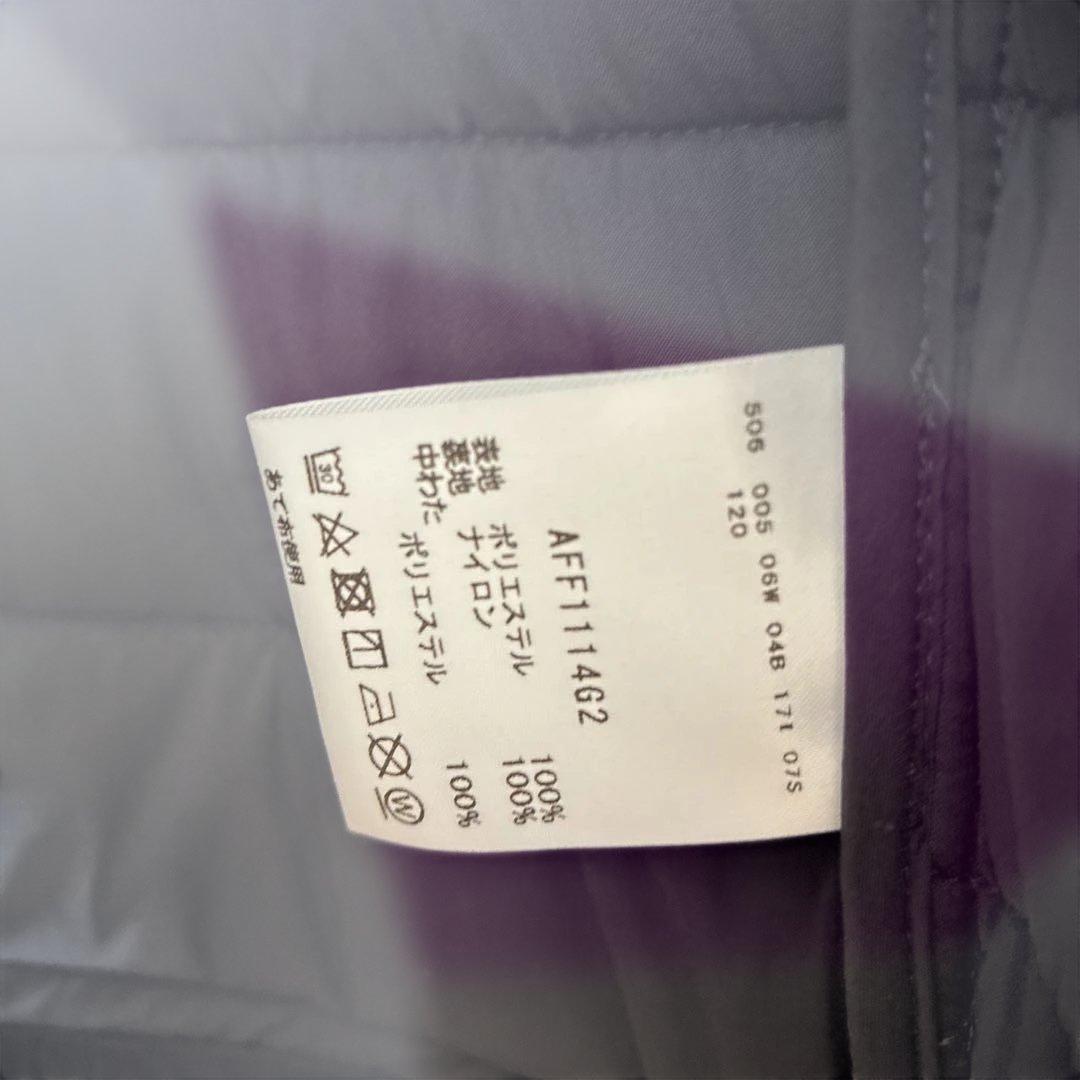 506 005 06W 04B 171 07S
120
AFF1114G2
表地 ポリエステル 100%
裏地 ナイロン 100%
中わた ポリエステル 100%
30
W
あて布使用